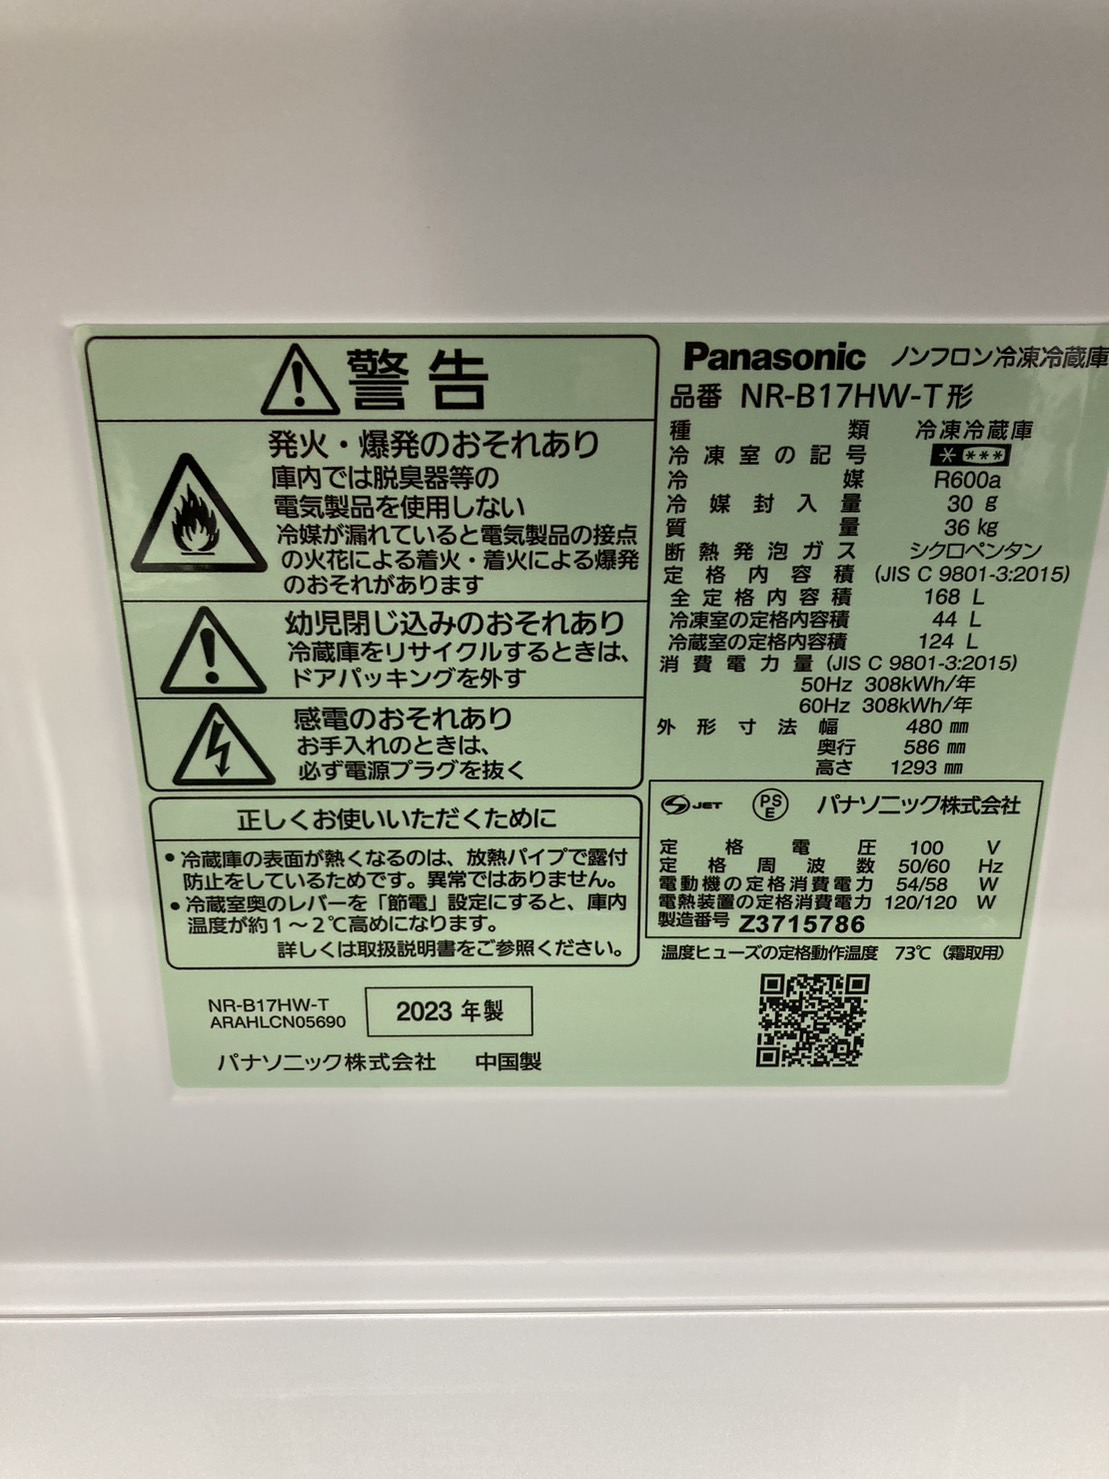 警告
発火・爆発のおそれあり
庫内では脱臭器等の
電気製品を使用しない
冷媒が漏れていると電気製品の接点
の火花による着火・着火による爆発
のおそれがあります
幼児閉じ込みのおそれあり
冷蔵庫をリサイクルするときは、
ドアパッキングを外す
感電のおそれあり
お手入れのときは、
必ず電源プラグを抜く
正しくお使いいただくために
•冷蔵庫の表面が熱くなるのは、放熱パイプで露付
防止をしているためです。異常ではありません。
•冷蔵室奥のレバーを「節電」設定にすると、庫内
温度が約1～2℃高めになります。
詳しくは取扱説明書をご参照ください。
NR-B17HW-T
ARAHLCN05690
2023 年製
パナソニック株式会社 中国製
Panasonic ノンフロン冷凍冷蔵庫
品番 NR-B17HW-T形
種類 冷凍冷蔵庫
冷凍室の記号 * ***
冷媒 R600a
冷媒封入量 30 g
質量 36 kg
断熱発泡ガス シクロペンタン
定格内容積 (JIS C 9801-3:2015)
全定格内容積 168 L
冷凍室の定格内容積 44 L
冷蔵室の定格内容積 124 L
消費電力量 (JIS C 9801-3:2015)
50Hz 308kWh/年
60Hz 308kWh/年
外形寸法 幅 480 mm
奥行 586 mm
高さ 1293 mm
S JET PSE パナソニック株式会社
定格電圧 100 V
定格周波数 50/60 Hz
電動機の定格消費電力 54/58 W
電熱装置の定格消費電力 120/120 W
製造番号 Z3715786
温度ヒューズの定格動作温度 73℃ (霜取用)